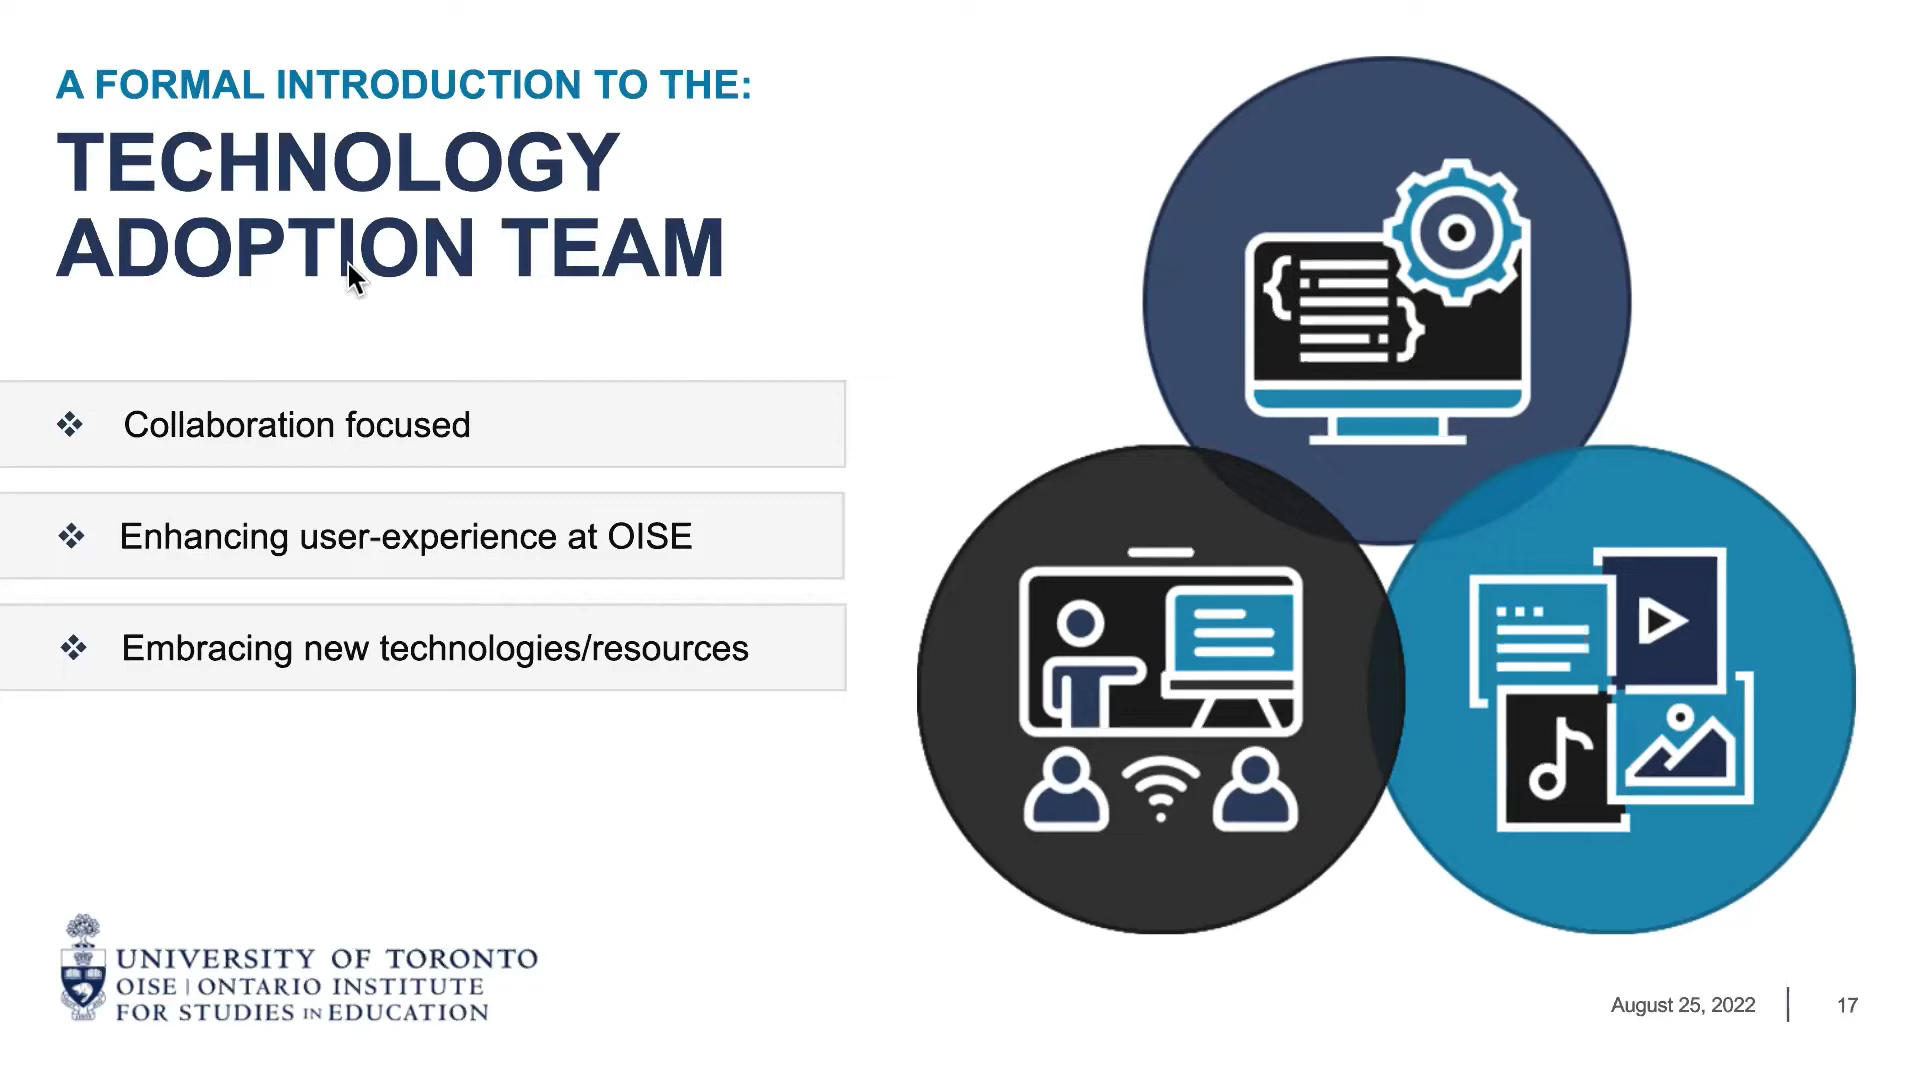 A FORMAL INTRODUCTION TO THE:
TECHNOLOGY
ADOPTION TEAM
❖ Collaboration focused
❖ Enhancing user-experience at OISE
❖ Embracing new technologies/resources
UNIVERSITY OF TORONTO
OISE | ONTARIO INSTITUTE
FOR STUDIES IN EDUCATION
August 25, 2022 | 17